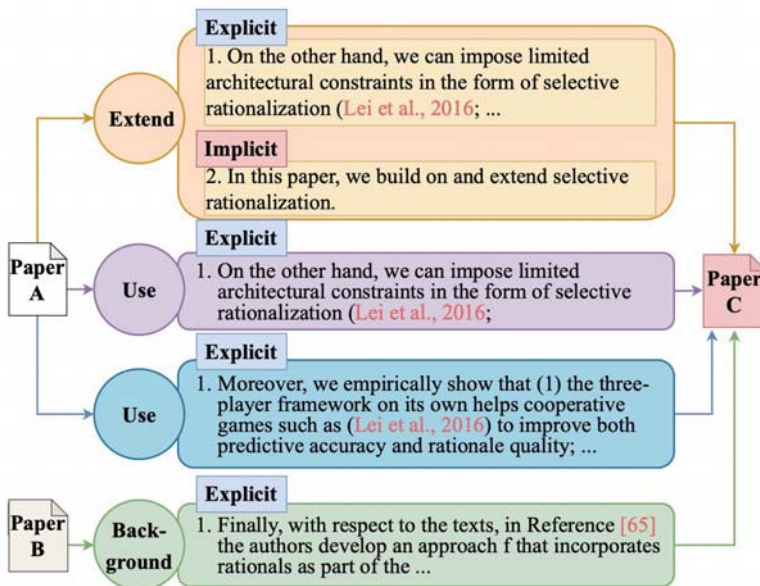 Explicit
1. On the other hand, we can impose limited
architectural constraints in the form of selective
rationalization (Lei et al., 2016; ...
Extend
Implicit
2. In this paper, we build on and extend selective
rationalization.
Paper
A
Explicit
Use
1. On the other hand, we can impose limited
architectural constraints in the form of selective
rationalization (Lei et al., 2016;
Paper
C
Explicit
Use
1. Moreover, we empirically show that (1) the three-
player framework on its own helps cooperative
games such as (Lei et al., 2016) to improve both
predictive accuracy and rationale quality; ...
Paper
B
Explicit
Back-
ground
1. Finally, with respect to the texts, in Reference [65]
the authors develop an approach f that incorporates
rationals as part of the ...